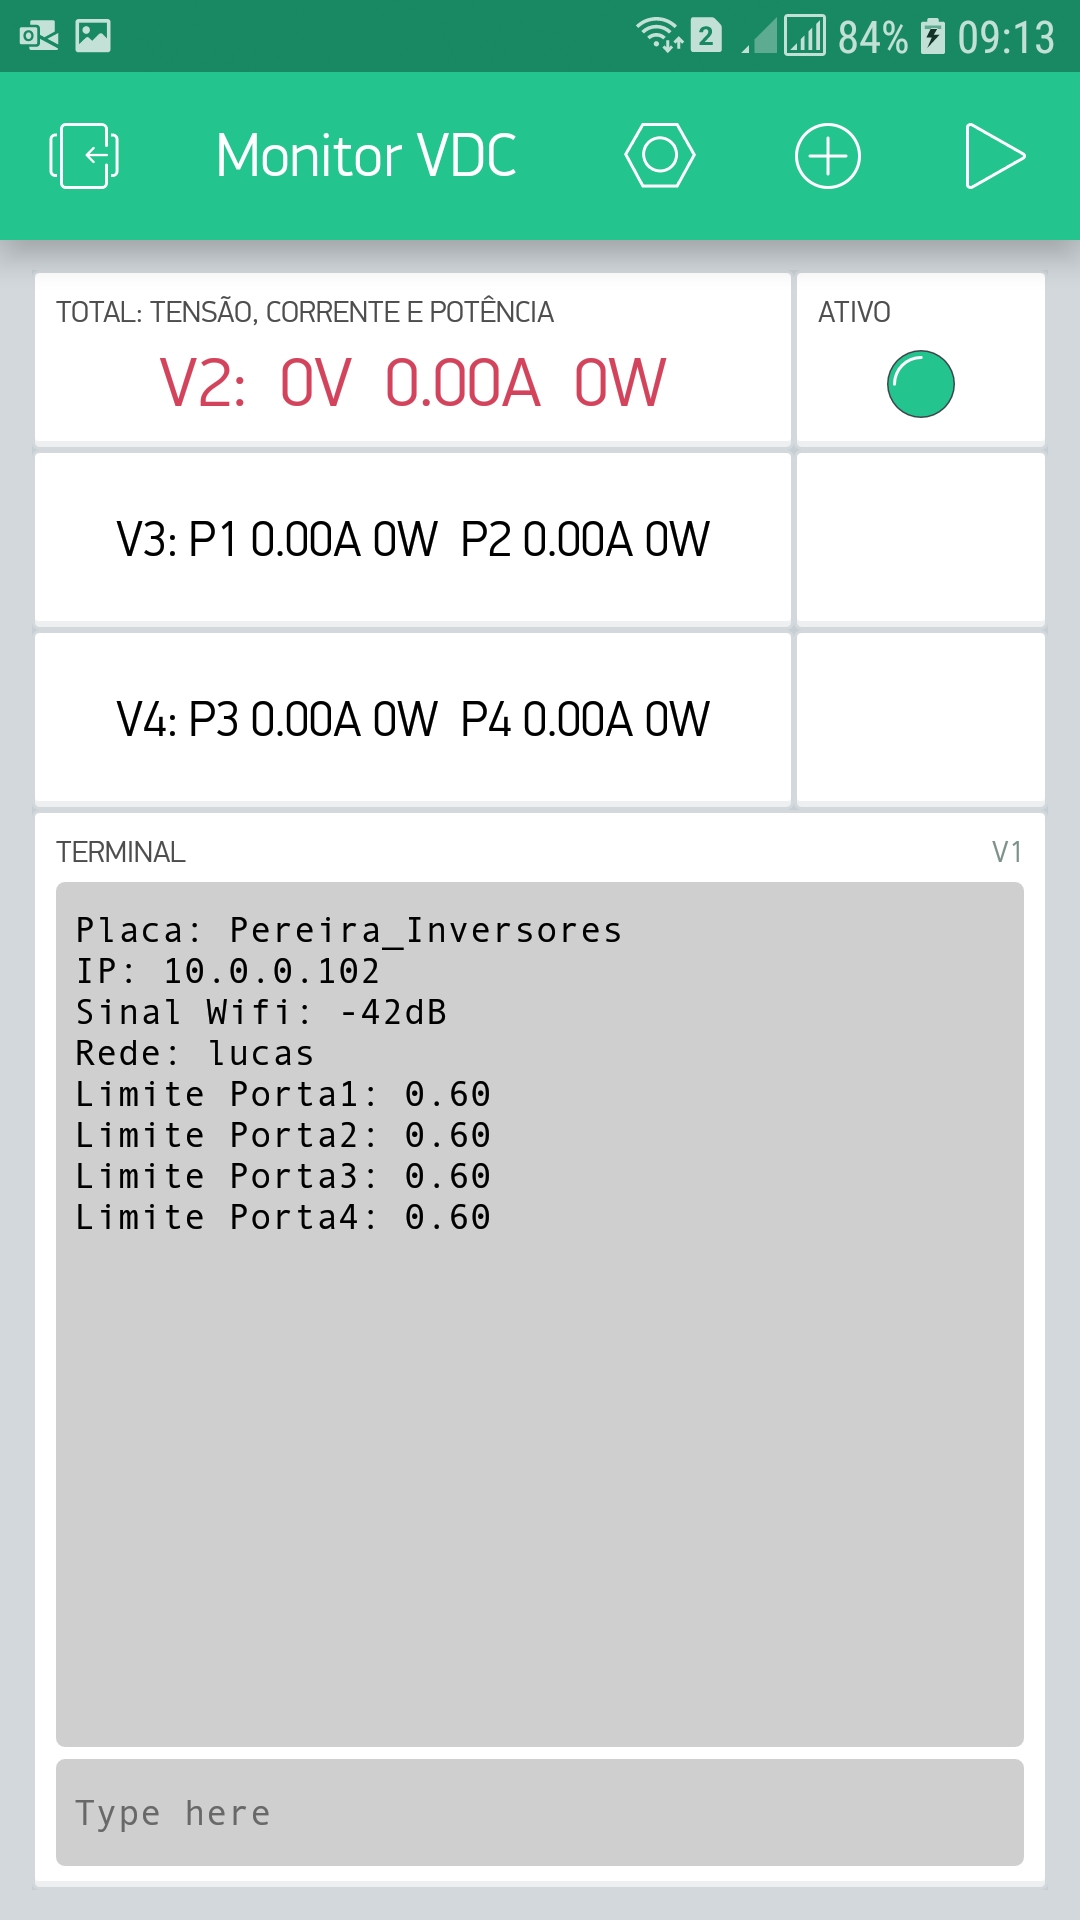 2 84% 09:13
Monitor VDC
TOTAL: TENSÃO, CORRENTE E POTÊNCIA
ATIVO
V2: 0V 0.00A 0W
V3: P1 0.00A 0W P2 0.00A 0W
V4: P3 0.00A 0W P4 0.00A 0W
TERMINAL V1
Placa: Pereira_Inversores
IP: 10.0.0.102
Sinal Wifi: -42dB
Rede: lucas
Limite Porta1: 0.60
Limite Porta2: 0.60
Limite Porta3: 0.60
Limite Porta4: 0.60
Type here